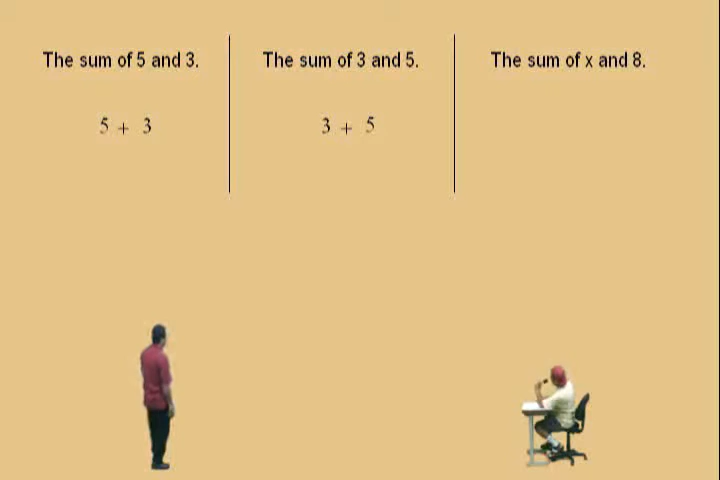 The sum of 5 and 3.
5 + 3
The sum of 3 and 5.
3 + 5
The sum of x and 8.